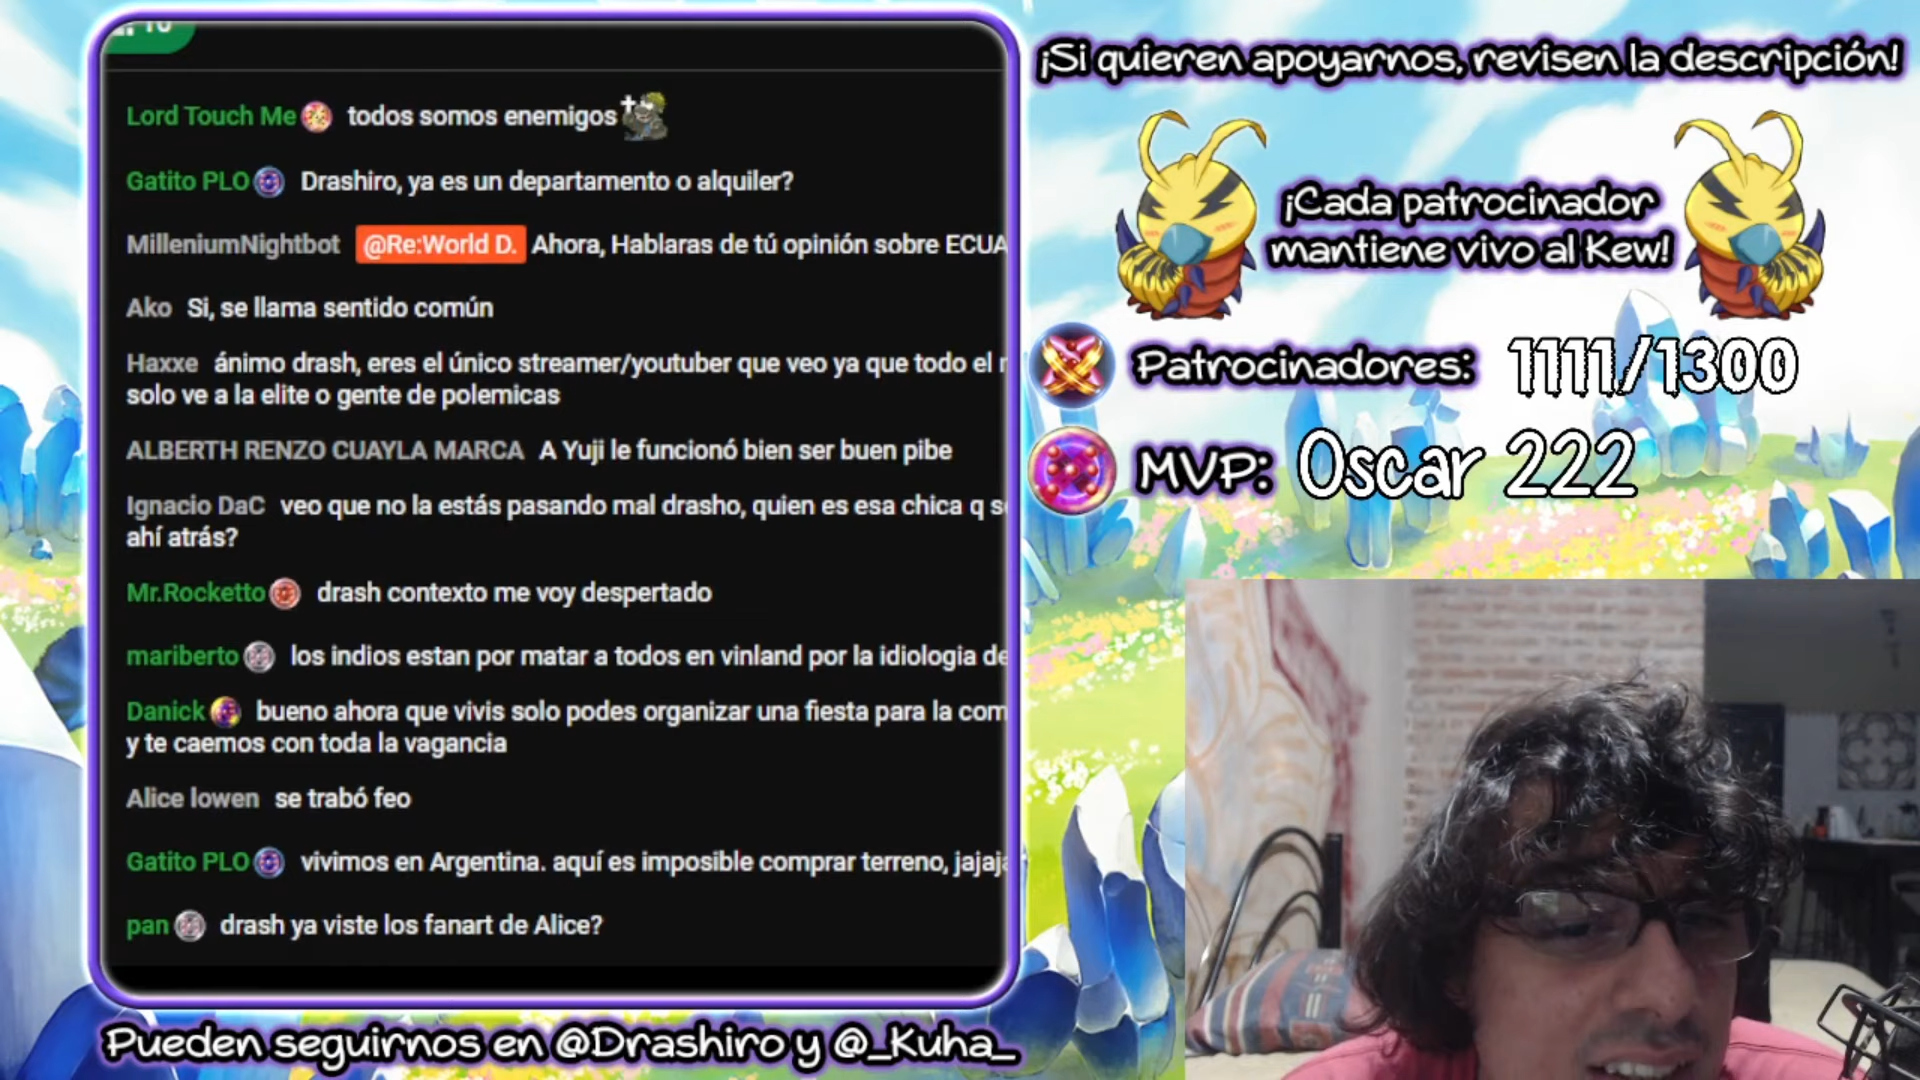 Lord Touch Me todos somos enemigos
Gatito PLO Drashiro, ya es un departamento o alquiler?
MilleniumNightbot @Re:World D. Ahora, Hablaras de tú opinión sobre ECUA
Ako Si, se llama sentido común
Haxxe ánimo drash, eres el único streamer/youtuber que veo ya que todo el
solo ve a la elite o gente de polemicas
ALBERTH RENZO CUAYLA MARCA A Yuji le funcionó bien ser buen pibe
Ignacio DaC veo que no la estás pasando mal drasho, quien es esa chica q
ahí atrás?
Mr.Rocketto drash contexto me voy despertado
mariberto los indios estan por matar a todos en vinland por la idiologia de
Danick bueno ahora que vivis solo podes organizar una fiesta para la com
y te caemos con toda la vagancia
Alice lowen se trabó feo
Gatito PLO vivimos en Argentina. aquí es imposible comprar terreno, jajaja
pan drash ya viste los fanart de Alice?
Pueden seguirnos en @Drashiro y @_Kuha_
¡Si quieren apoyarnos, revisen la descripción!
¡Cada patrocinador
mantiene vivo al Kew!
Patrocinadores: 1111/1300
MVP: Oscar 222